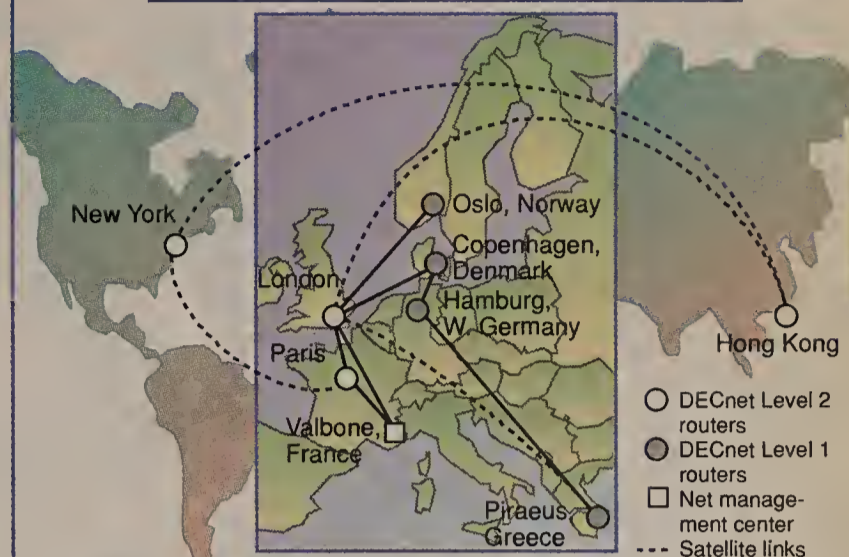 New York
London
Paris
Valbone,
France
Oslo, Norway
Copenhagen,
Denmark
Hamburg,
W. Germany
Piraeus
Greece
Hong Kong
DECnet Level 2
routers
DECnet Level 1
routers
Net manage-
ment center
Satellite links